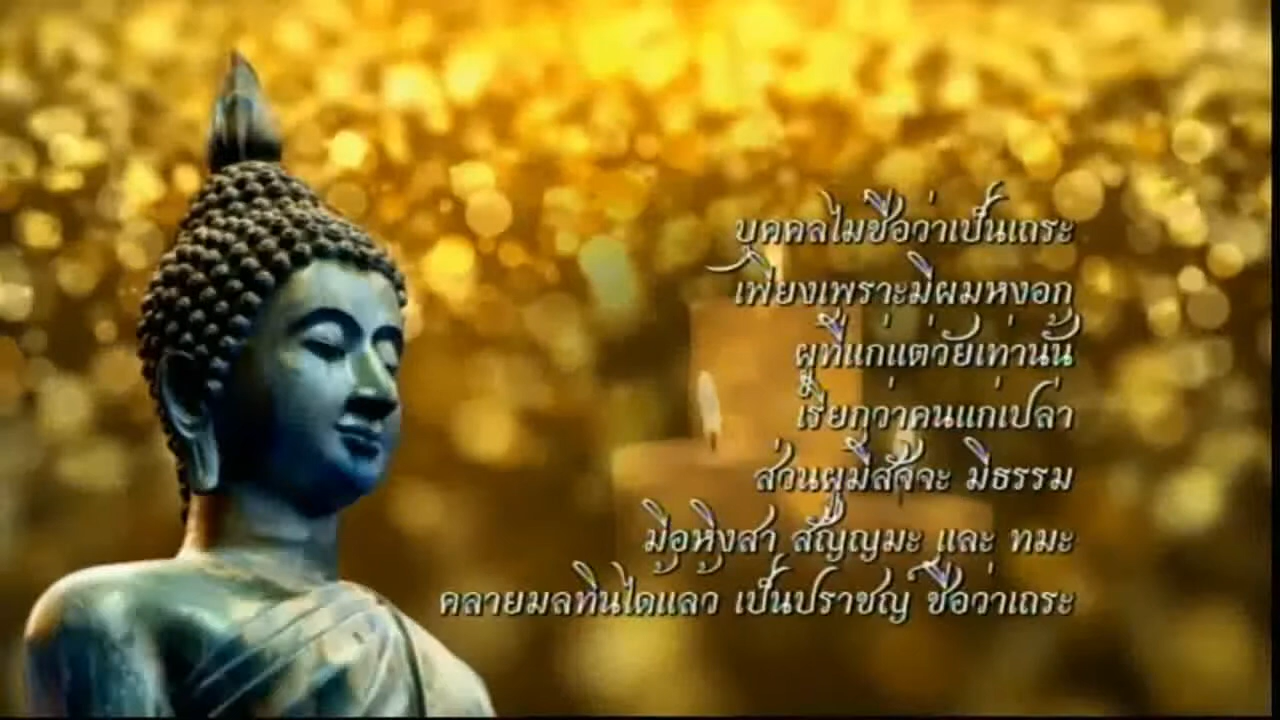 บุคคลไม่ชื่อว่าเป็นเถระ
เพียงเพราะมีผมหงอก
ผู้ที่แก่แต่วัยเท่านั้น
เรียกว่าคนแก่เปล่า
ส่วนผู้มีสัจจะ มีธรรม
มีอหิงสา สัญญมะ และ ทมะ
คลายมลทินได้แล้ว เป็นปราชญ์ ชื่อว่าเถระ